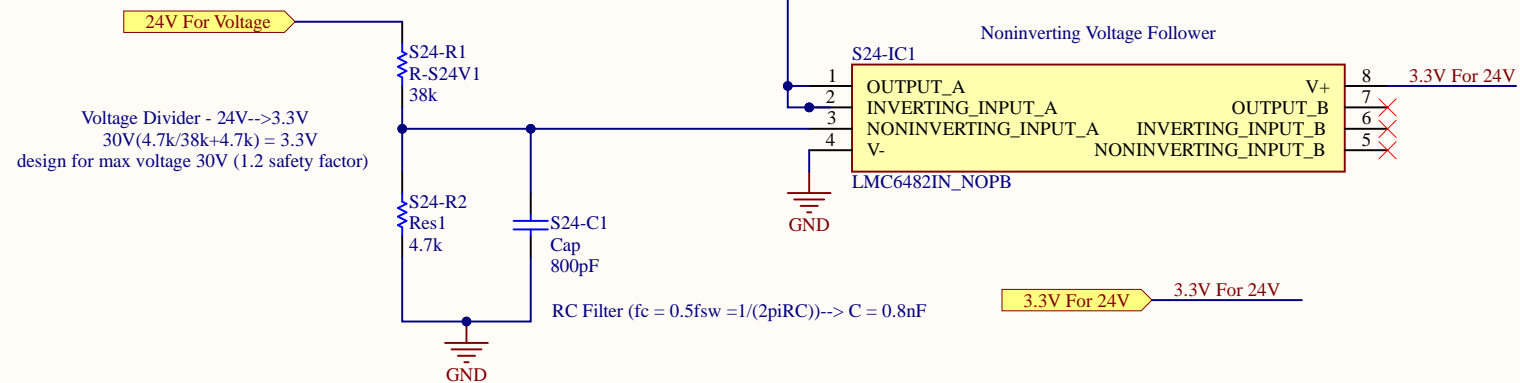 24V For Voltage
S24-R1
R-S24V1
38k
Voltage Divider - 24V-->3.3V
30V(4.7k/38k+4.7k) = 3.3V
design for max voltage 30V (1.2 safety factor)
S24-R2
Res1
4.7k
S24-C1
Cap
800pF
RC Filter (fc = 0.5fsw =1/(2piRC))--> C = 0.8nF
GND
Noninverting Voltage Follower
S24-IC1
1 OUTPUT_A V+ 8 3.3V For 24V
2 INVERTING_INPUT_A OUTPUT_B 7
3 NONINVERTING_INPUT_A INVERTING_INPUT_B 6
4 V- NONINVERTING_INPUT_B 5
LMC6482IN_NOPB
GND
3.3V For 24V 3.3V For 24V